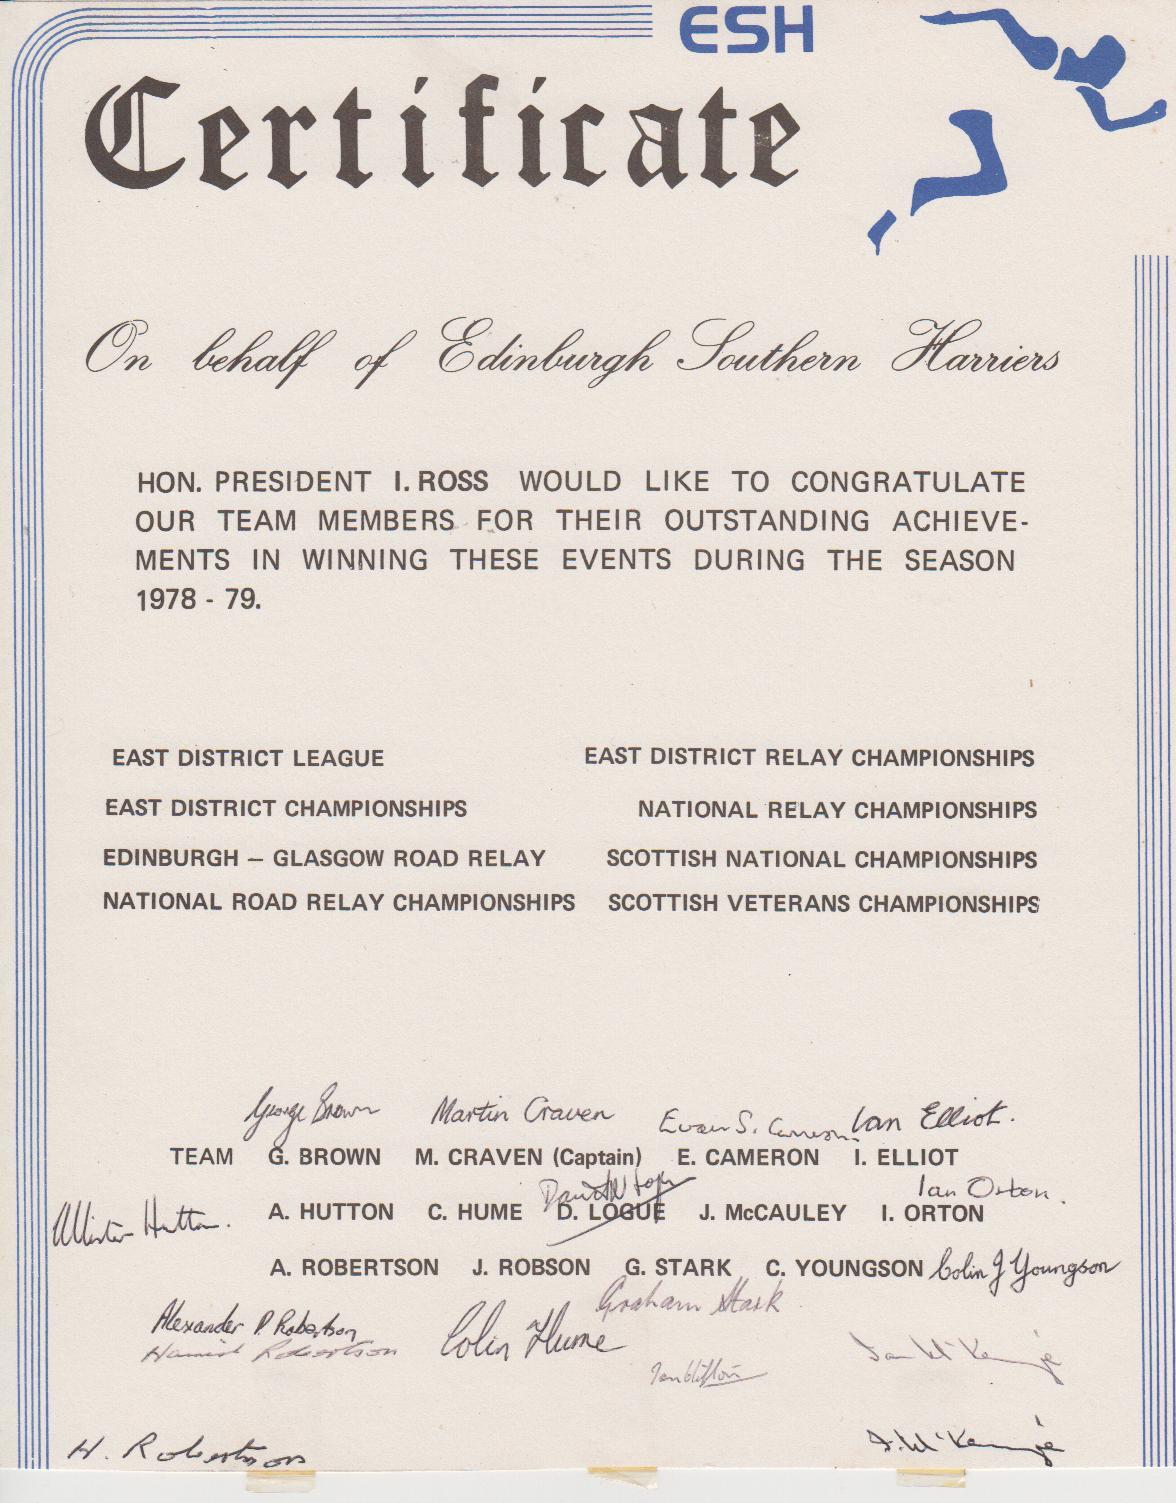 ESH
Certificate
On behalf of Edinburgh Southern Harriers
HON. PRESIDENT I. ROSS WOULD LIKE TO CONGRATULATE
OUR TEAM MEMBERS FOR THEIR OUTSTANDING ACHIEVE-
MENTS IN WINNING THESE EVENTS DURING THE SEASON
1978 - 79.
EAST DISTRICT LEAGUE EAST DISTRICT RELAY CHAMPIONSHIPS
EAST DISTRICT CHAMPIONSHIPS NATIONAL RELAY CHAMPIONSHIPS
EDINBURGH – GLASGOW ROAD RELAY SCOTTISH NATIONAL CHAMPIONSHIPS
NATIONAL ROAD RELAY CHAMPIONSHIPS SCOTTISH VETERANS CHAMPIONSHIPS
George Brown Martin Craven Ewan S. Cameron Ian Elliot.
TEAM G. BROWN M. CRAVEN (Captain) E. CAMERON I. ELLIOT
Ian Orton.
Allister Hutton. A. HUTTON C. HUME D. LOGUE J. McCAULEY I. ORTON
A. ROBERTSON J. ROBSON G. STARK C. YOUNGSON Colin J Youngson
Graham Stark
Alexander P. Robertson Colin Hume
Hamish Robertson
H. Robertson